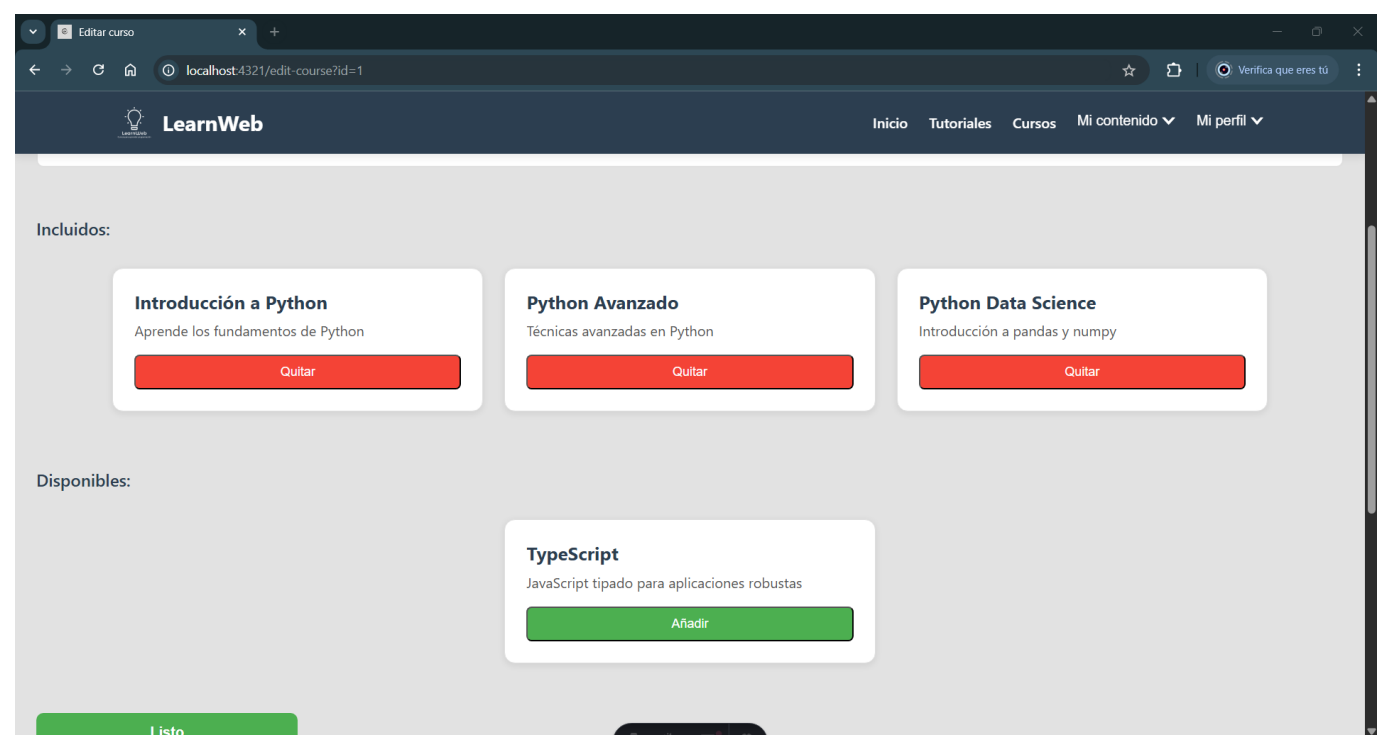 Editar curso
localhost:4321/edit-course?id=1
Verifica que eres tú
LearnWeb
Inicio Tutoriales Cursos Mi contenido Mi perfil
Incluidos:
Introducción a Python Python Avanzado Python Data Science
Aprende los fundamentos de Python Técnicas avanzadas en Python Introducción a pandas y numpy
Quitar Quitar Quitar
Disponibles:
TypeScript
JavaScript tipado para aplicaciones robustas
Añadir
Listo